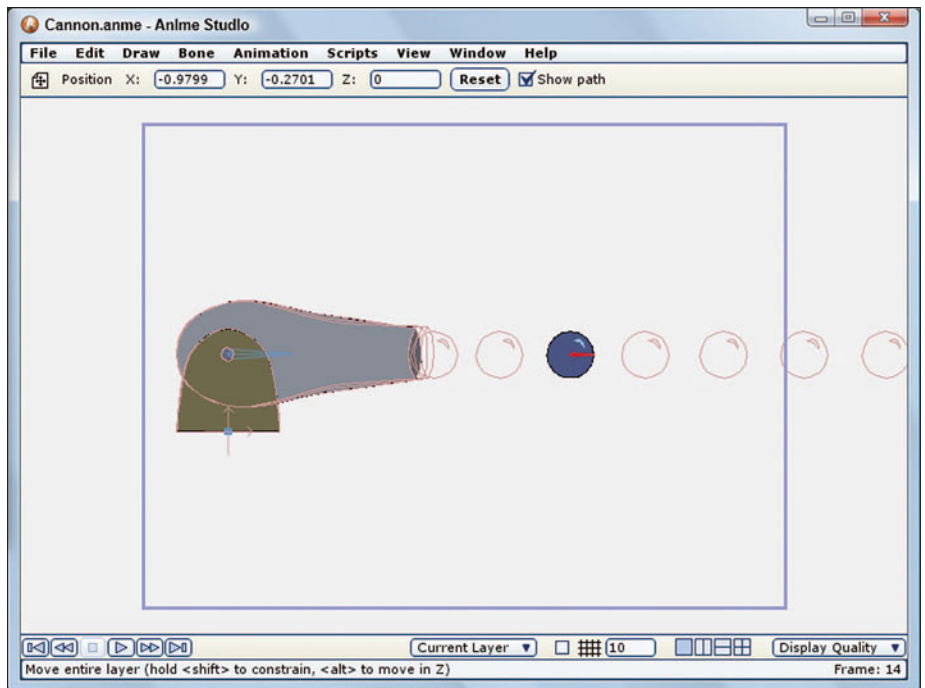 Cannon.anme - AnIme StudIo
File Edit Draw Bone Animation Scripts View Window Help
Position X: -0.9799 Y: -0.2701 Z: 0 Reset Show path
Current Layer 10 Display Quality
Move entire layer (hold <shift> to constrain, <alt> to move in Z) Frame: 14